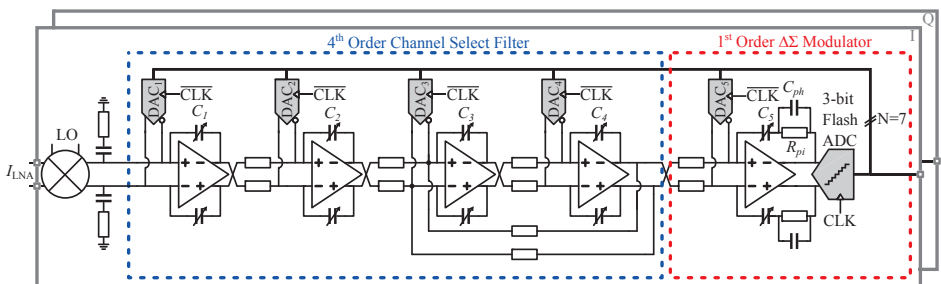 Q
I
4th Order Channel Select Filter
1st Order ΔΣ Modulator
DAC1
CLK
DAC2
CLK
DAC3
CLK
DAC4
CLK
DAC5
CLK
Cph
3-bit
Flash
ADC
N=7
C1
C2
C3
C4
C5
Rpi
LO
ILNA
CLK